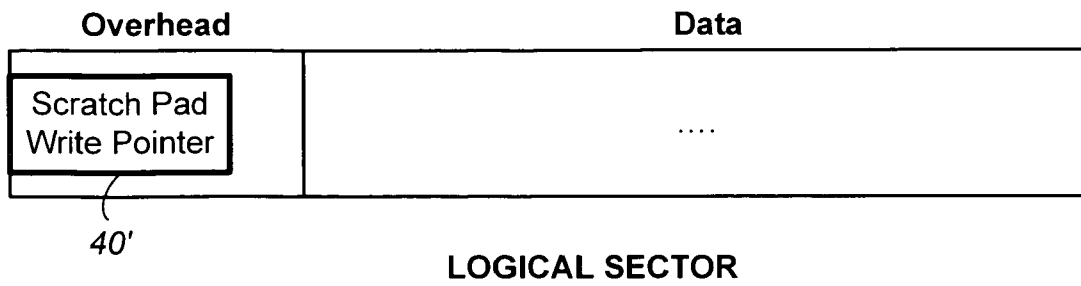 Overhead Data
Scratch Pad
Write Pointer
....
40'
LOGICAL SECTOR